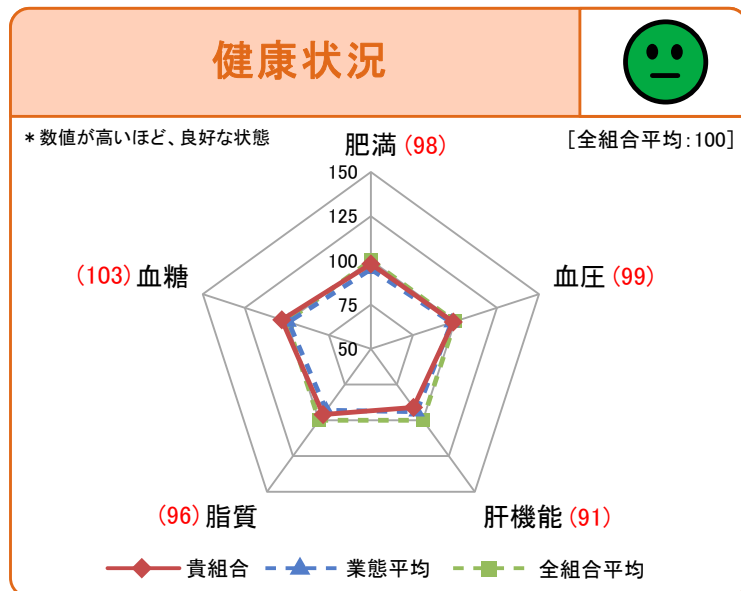 健康状況
*数値が高いほど、良好な状態
[全組合平均:100]
肥満(98)
150
125
100
75
50
(103)血糖
血圧(99)
(96)脂質
肝機能(91)
貴組合
業態平均
全組合平均